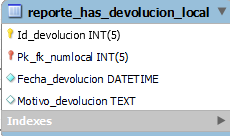 reporte_has_devolucion_local
Id_devolucion INT(5)
Pk_fk_numlocal INT(5)
Fecha_devolucion DATETIME
Motivo_devolucion TEXT
Indexes